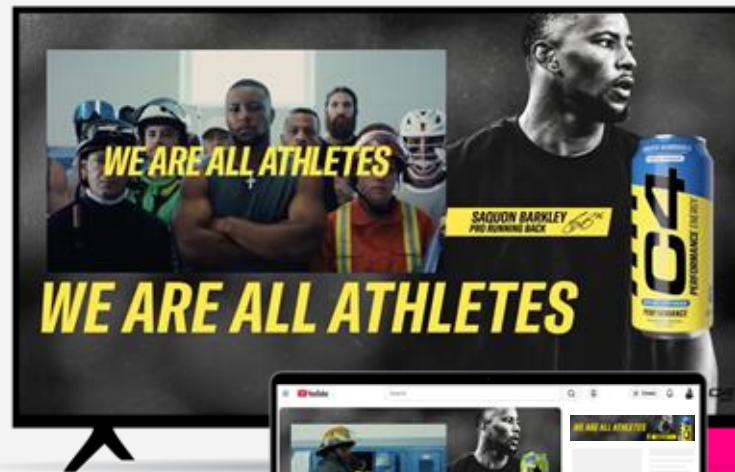 WE ARE ALL ATHLETES
SAQUON BARKLEY
PRO RUNNING BACK
C4
PERFORMANCE ENERGY
PERFORMANCE
WE ARE ALL ATHLETES
YouTube
Search
WE ARE ALL ATHLETES